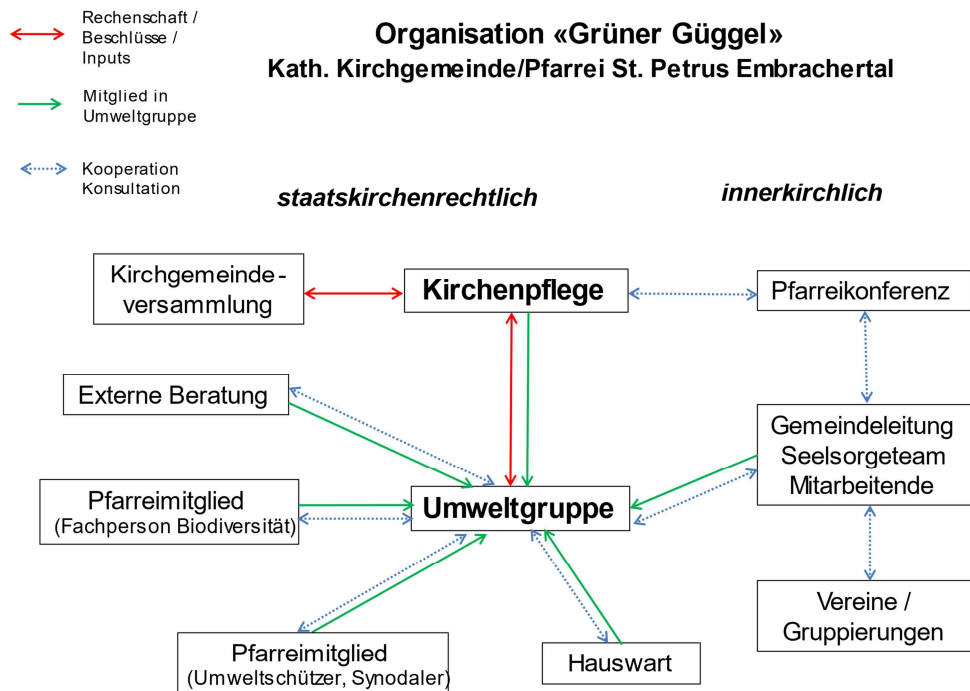 Rechenschaft /
Beschlüsse /
Inputs
Mitglied in
Umweltgruppe
Kooperation
Konsultation
Organisation «Grüner Güggel»
Kath. Kirchgemeinde/Pfarrei St. Petrus Embrachertal
staatskirchenrechtlich
innerkirchlich
Kirchgemeinde-
versammlung
Kirchenpflege
Pfarreikonferenz
Externe Beratung
Gemeindeleitung
Seelsorgeteam
Mitarbeitende
Pfarreimitglied
(Fachperson Biodiversität)
Umweltgruppe
Vereine /
Gruppierungen
Pfarreimitglied
(Umweltschützer, Synodaler)
Hauswart